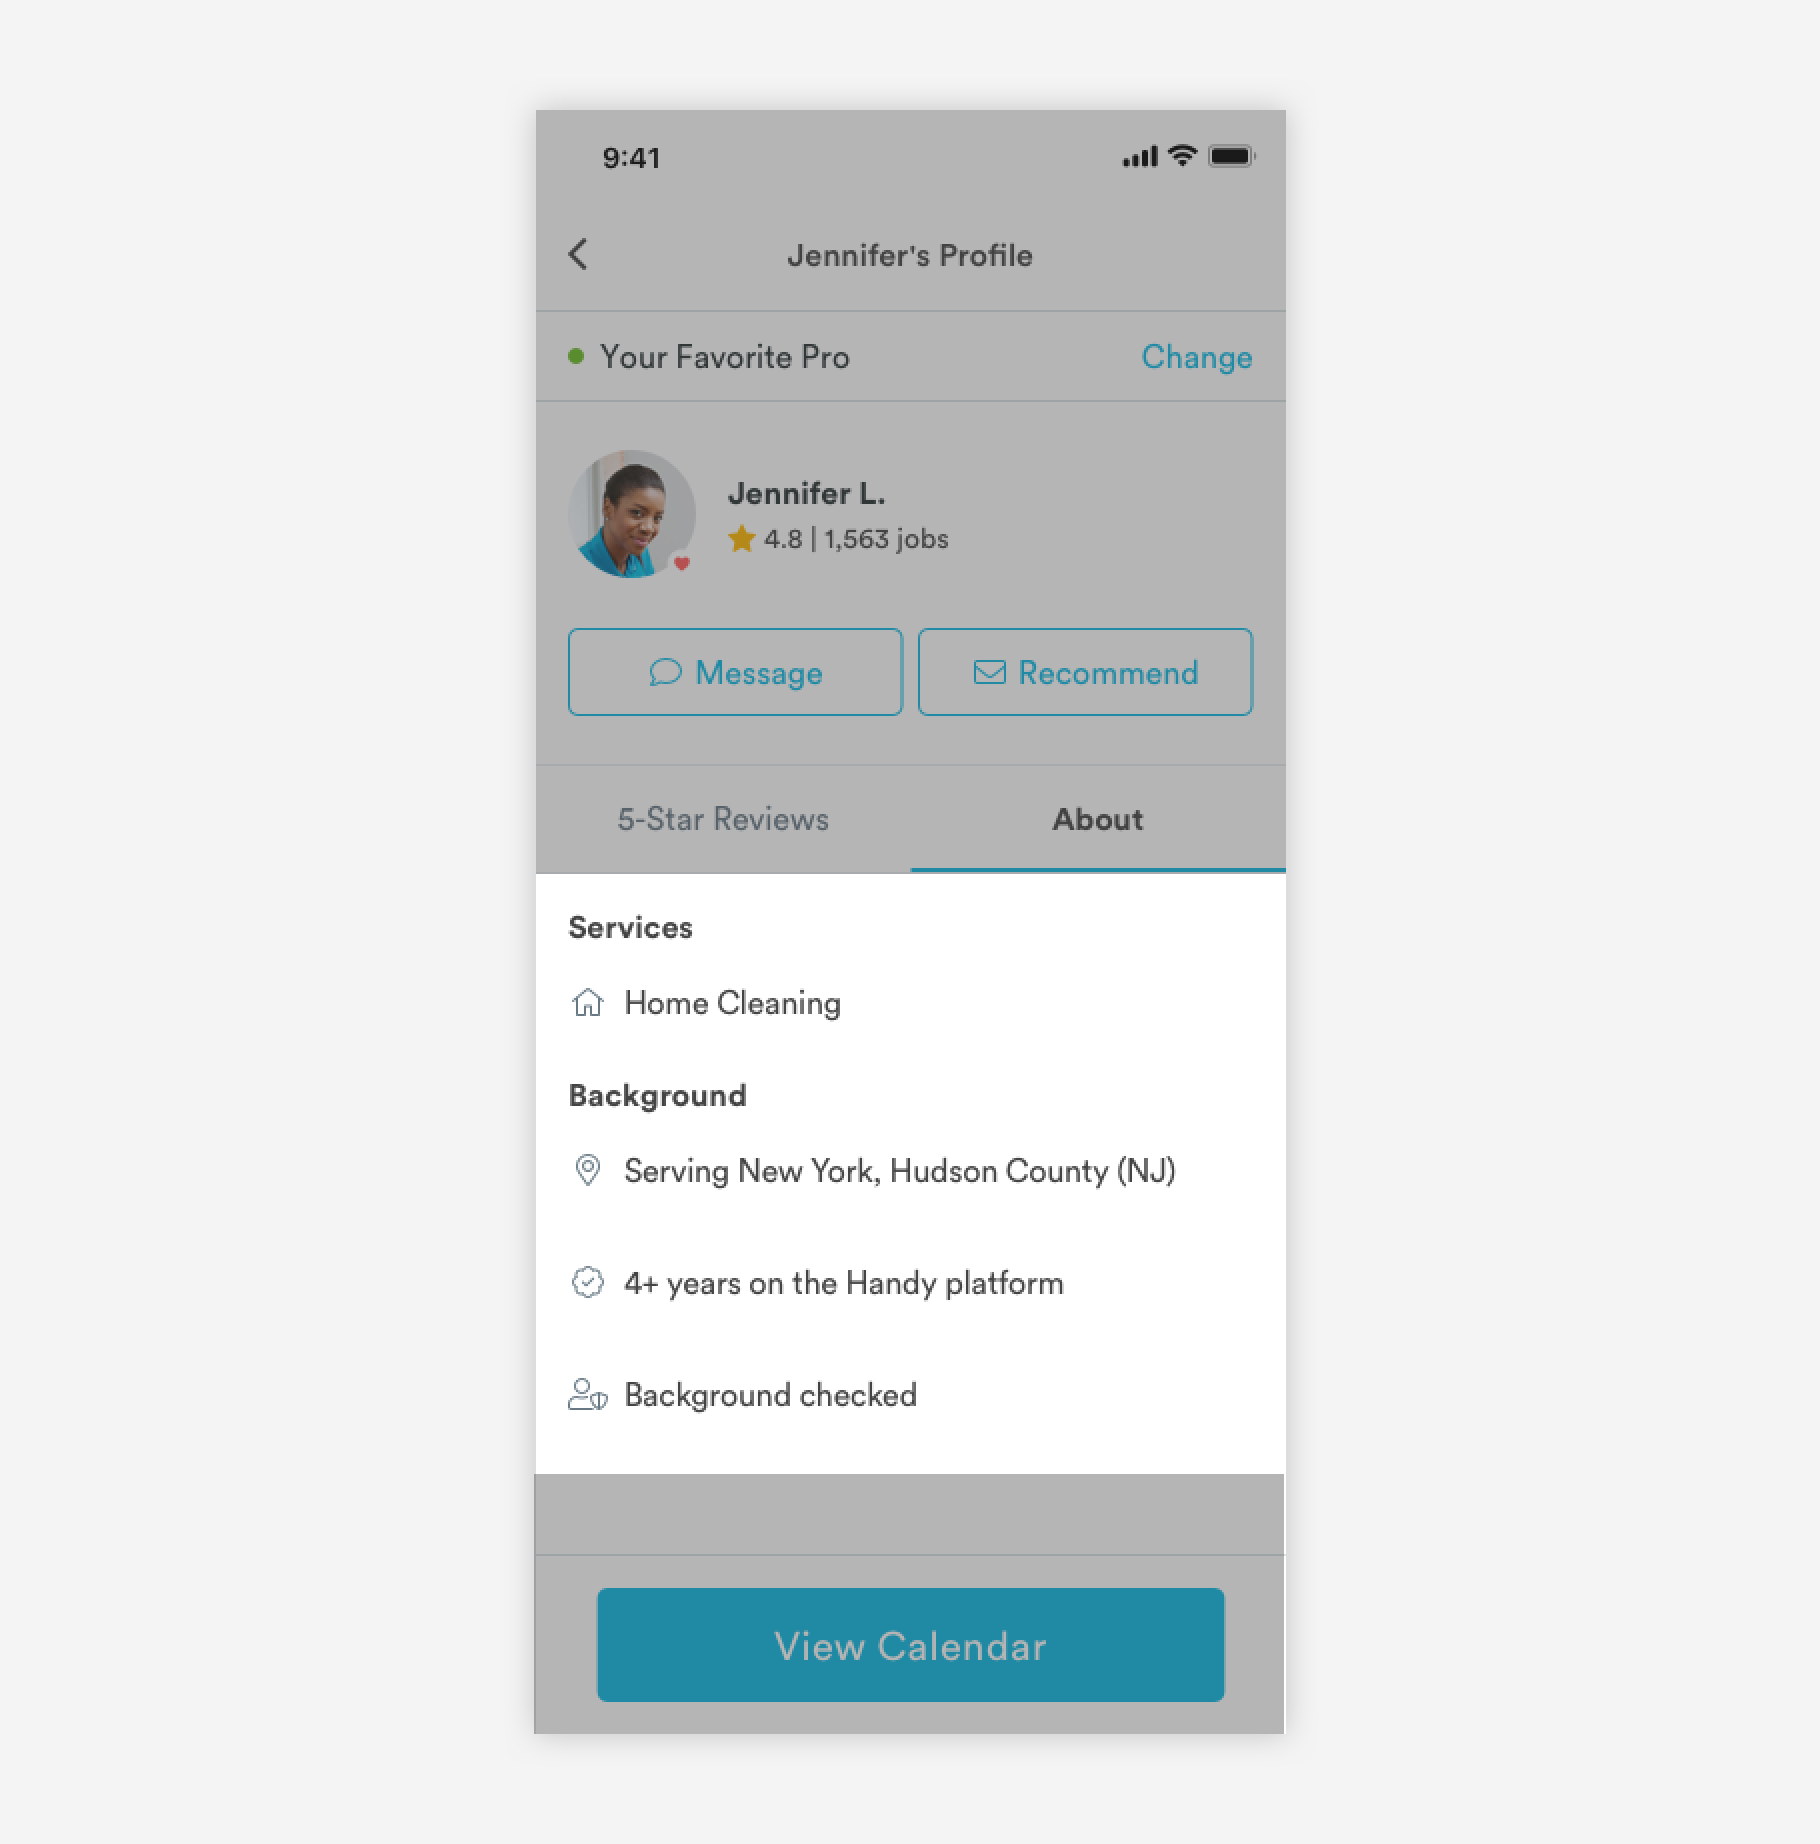 9:41
Jennifer's Profile
Your Favorite Pro
Change
Jennifer L.
4.8 | 1,563 jobs
Message
Recommend
5-Star Reviews
About
Services
Home Cleaning
Background
Serving New York, Hudson County (NJ)
4+ years on the Handy platform
Background checked
View Calendar